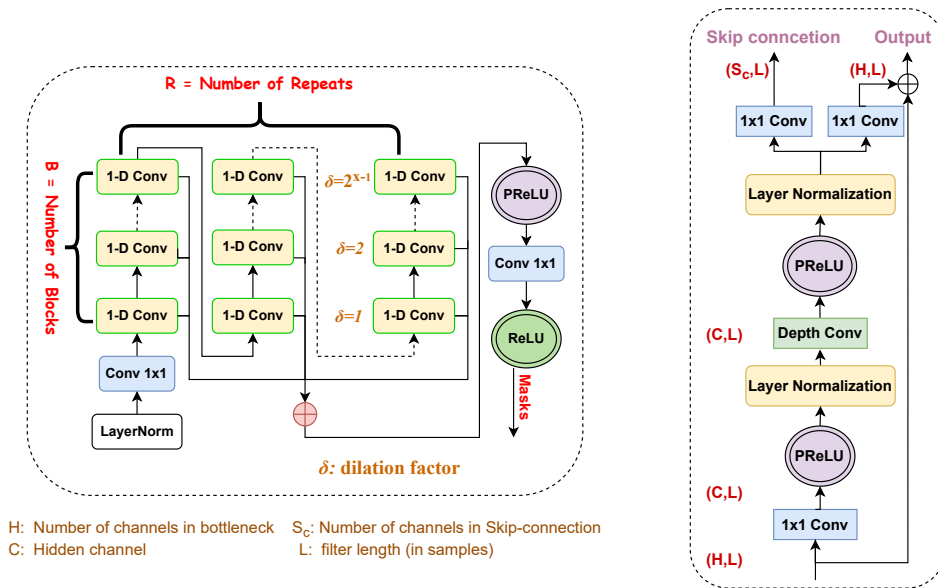 R = Number of Repeats
B = Number of Blocks
1-D Conv
1-D Conv
δ=2^{x-1}
1-D Conv
1-D Conv
1-D Conv
δ=2
1-D Conv
1-D Conv
1-D Conv
δ=1
1-D Conv
Conv 1x1
LayerNorm
PReLU
Conv 1x1
ReLU
Masks
δ: dilation factor
H: Number of channels in bottleneck
S_c: Number of channels in Skip-connection
C: Hidden channel
L: filter length (in samples)
Skip conncetion
Output
(S_c,L)
(H,L)
1x1 Conv
1x1 Conv
Layer Normalization
PReLU
(C,L)
Depth Conv
Layer Normalization
PReLU
(C,L)
1x1 Conv
(H,L)